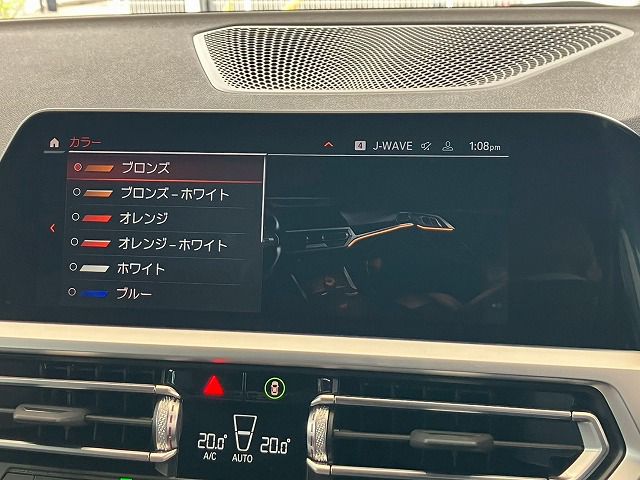 カラー
4 J-WAVE 1:08pm
ブロンズ
ブロンズ−ホワイト
オレンジ
オレンジ−ホワイト
ホワイト
ブルー
20.0° 20.0°
A/C AUTO